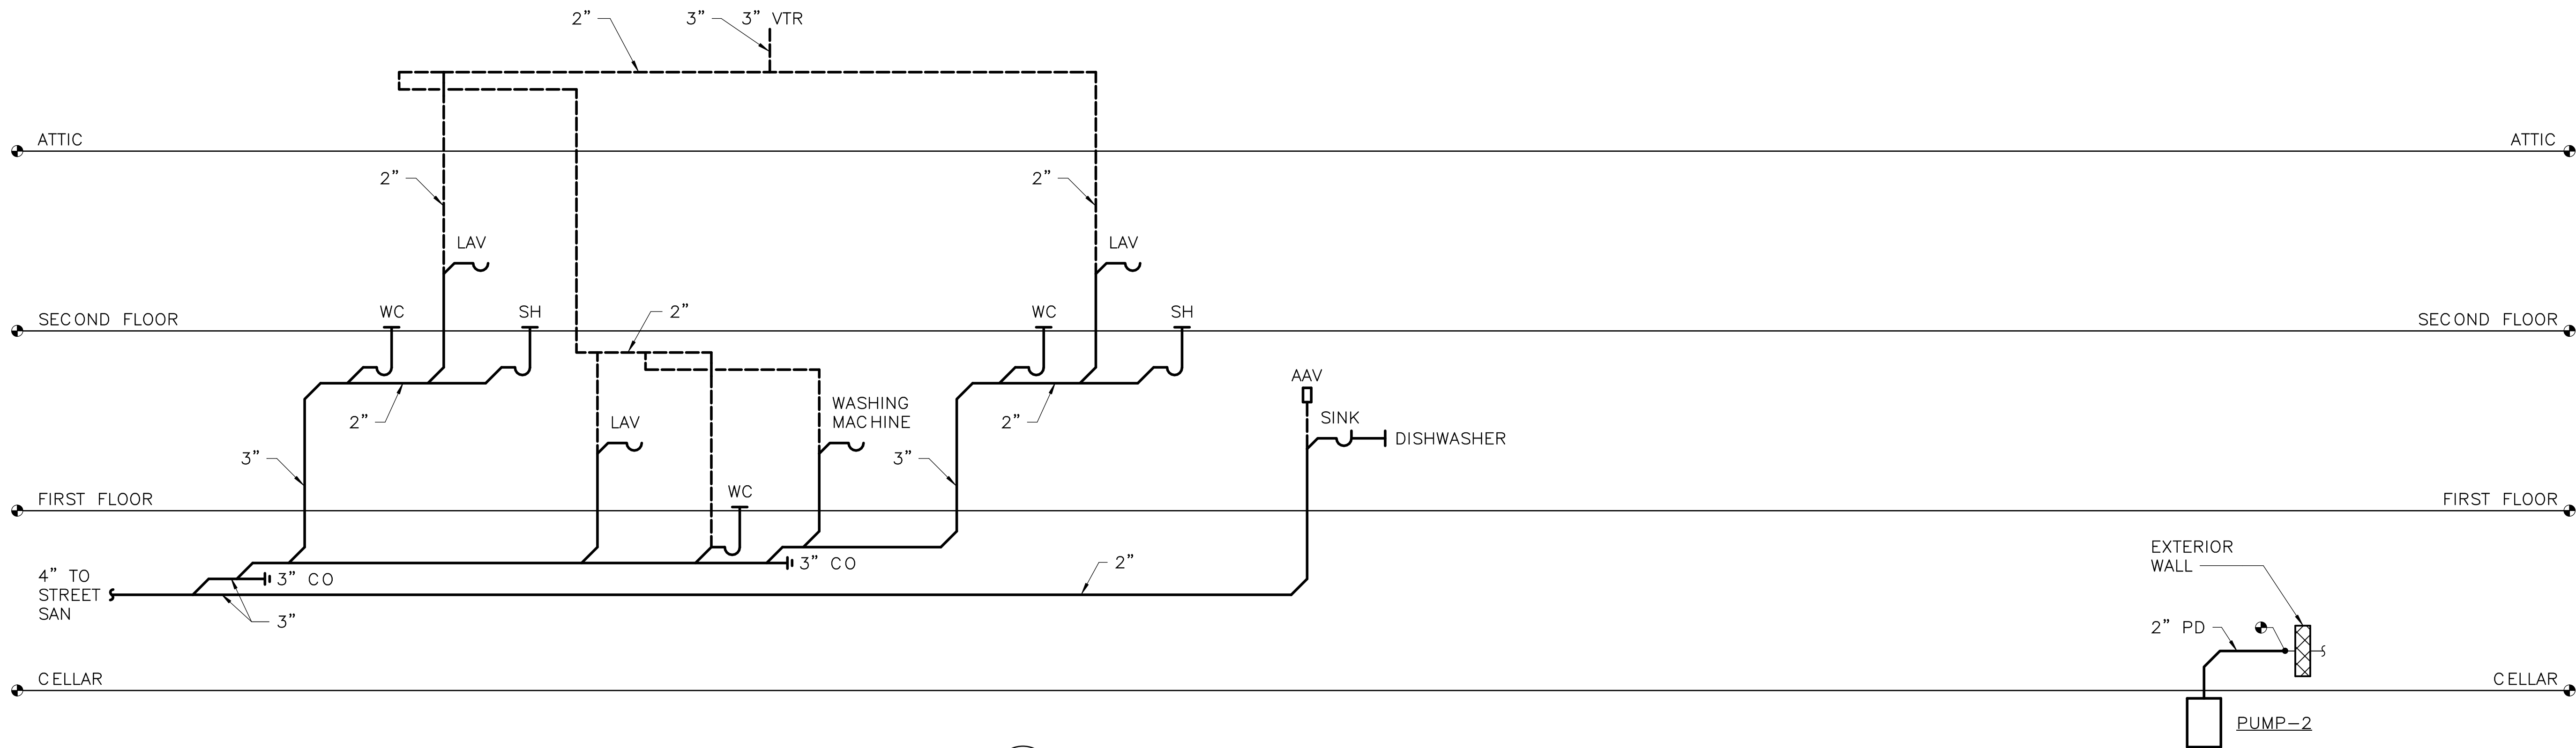 2” 3” 3” VTR
ATTIC ATTIC
2” 2”
LAV LAV
WC SH 2” WC SH
SECOND FLOOR SECOND FLOOR
AAV
WASHING
MACHINE
2” LAV 2” SINK
DISHWASHER
3” 3”
WC
FIRST FLOOR FIRST FLOOR
EXTERIOR
WALL
3” CO 2”
4” TO
STREET
SAN
3” CO
3”
2” PD
CELLAR CELLAR
PUMP-2